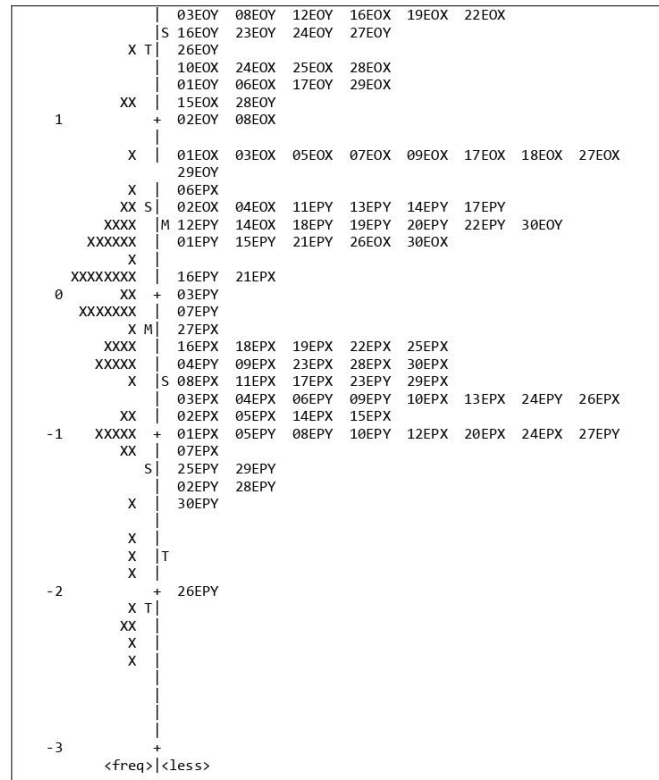 | 03EOY 08EOY 12EOY 16EOX 19EOX 22EOX
|S 16EOY 23EOY 24EOY 27EOY
X T| 26EOY
| 10EOX 24EOX 25EOX 28EOX
| 01EOY 06EOX 17EOY 29EOX
XX | 15EOX 28EOY
1 + 02EOY 08EOX
|
X | 01EOX 03EOX 05EOX 07EOX 09EOX 17EOX 18EOX 27EOX
29EOY
X | 06EPX
XX S| 02EOX 04EOX 11EPY 13EPY 14EPY 17EPY
XXXX |M 12EPY 14EOX 18EPY 19EPY 20EPY 22EPY 30EOY
XXXXXX | 01EPY 15EPY 21EPY 26EOX 30EOX
X |
XXXXXXXX | 16EPY 21EPX
0 XX + 03EPY
XXXXXXX | 07EPY
X M| 27EPX
XXXX | 16EPX 18EPX 19EPX 22EPX 25EPX
XXXXX | 04EPY 09EPX 23EPX 28EPX 30EPX
X |S 08EPX 11EPX 17EPX 23EPY 29EPX
| 03EPX 04EPX 06EPY 09EPY 10EPX 13EPX 24EPY 26EPX
XX | 02EPX 05EPX 14EPX 15EPX
-1 XXXXX + 01EPX 05EPY 08EPY 10EPY 12EPX 20EPX 24EPX 27EPY
XX | 07EPX
S| 25EPY 29EPY
| 02EPY 28EPY
X | 30EPY
|
X |
X |T
X |
-2 + 26EPY
X T|
XX |
X |
X |
|
|
|
|
-3 +
<freq>|<less>